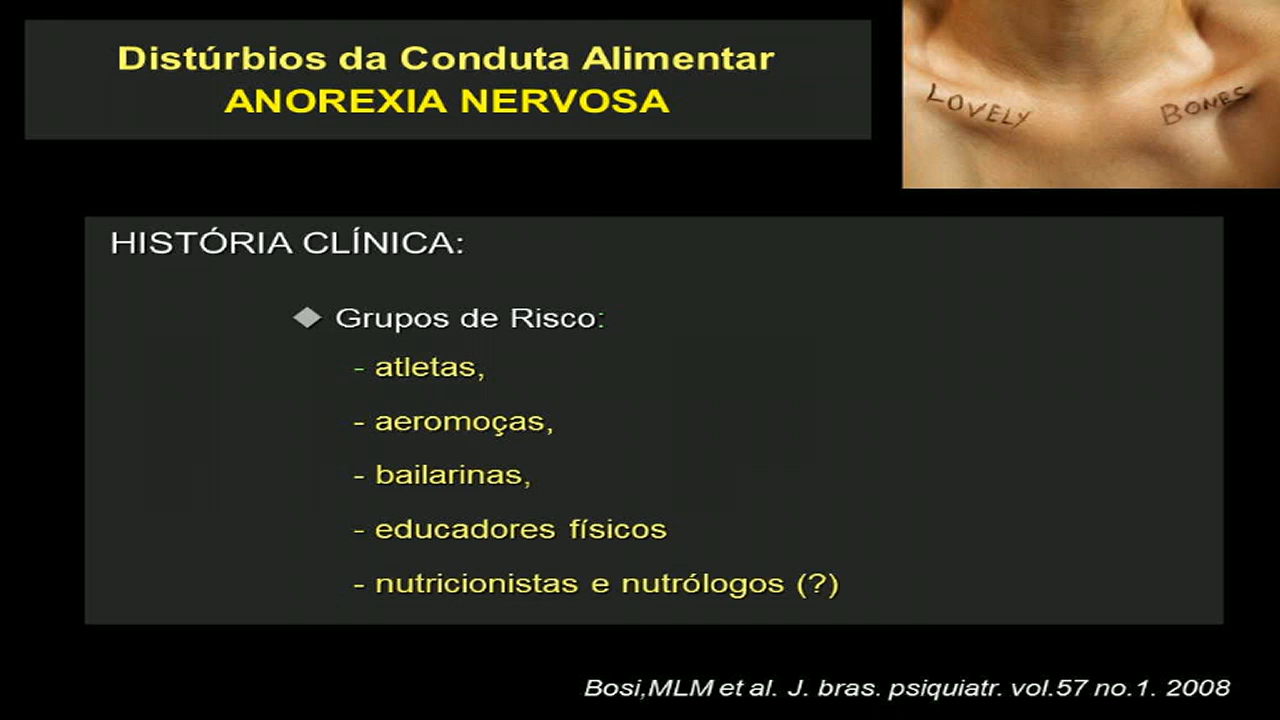 Distúrbios da Conduta Alimentar
ANOREXIA NERVOSA
LOVELY BONES
HISTÓRIA CLÍNICA:
Grupos de Risco:
- atletas,
- aeromoças,
- bailarinas,
- educadores físicos
- nutricionistas e nutrólogos (?)
Bosi,MLM et al. J. bras. psiquiatr. vol.57 no.1. 2008